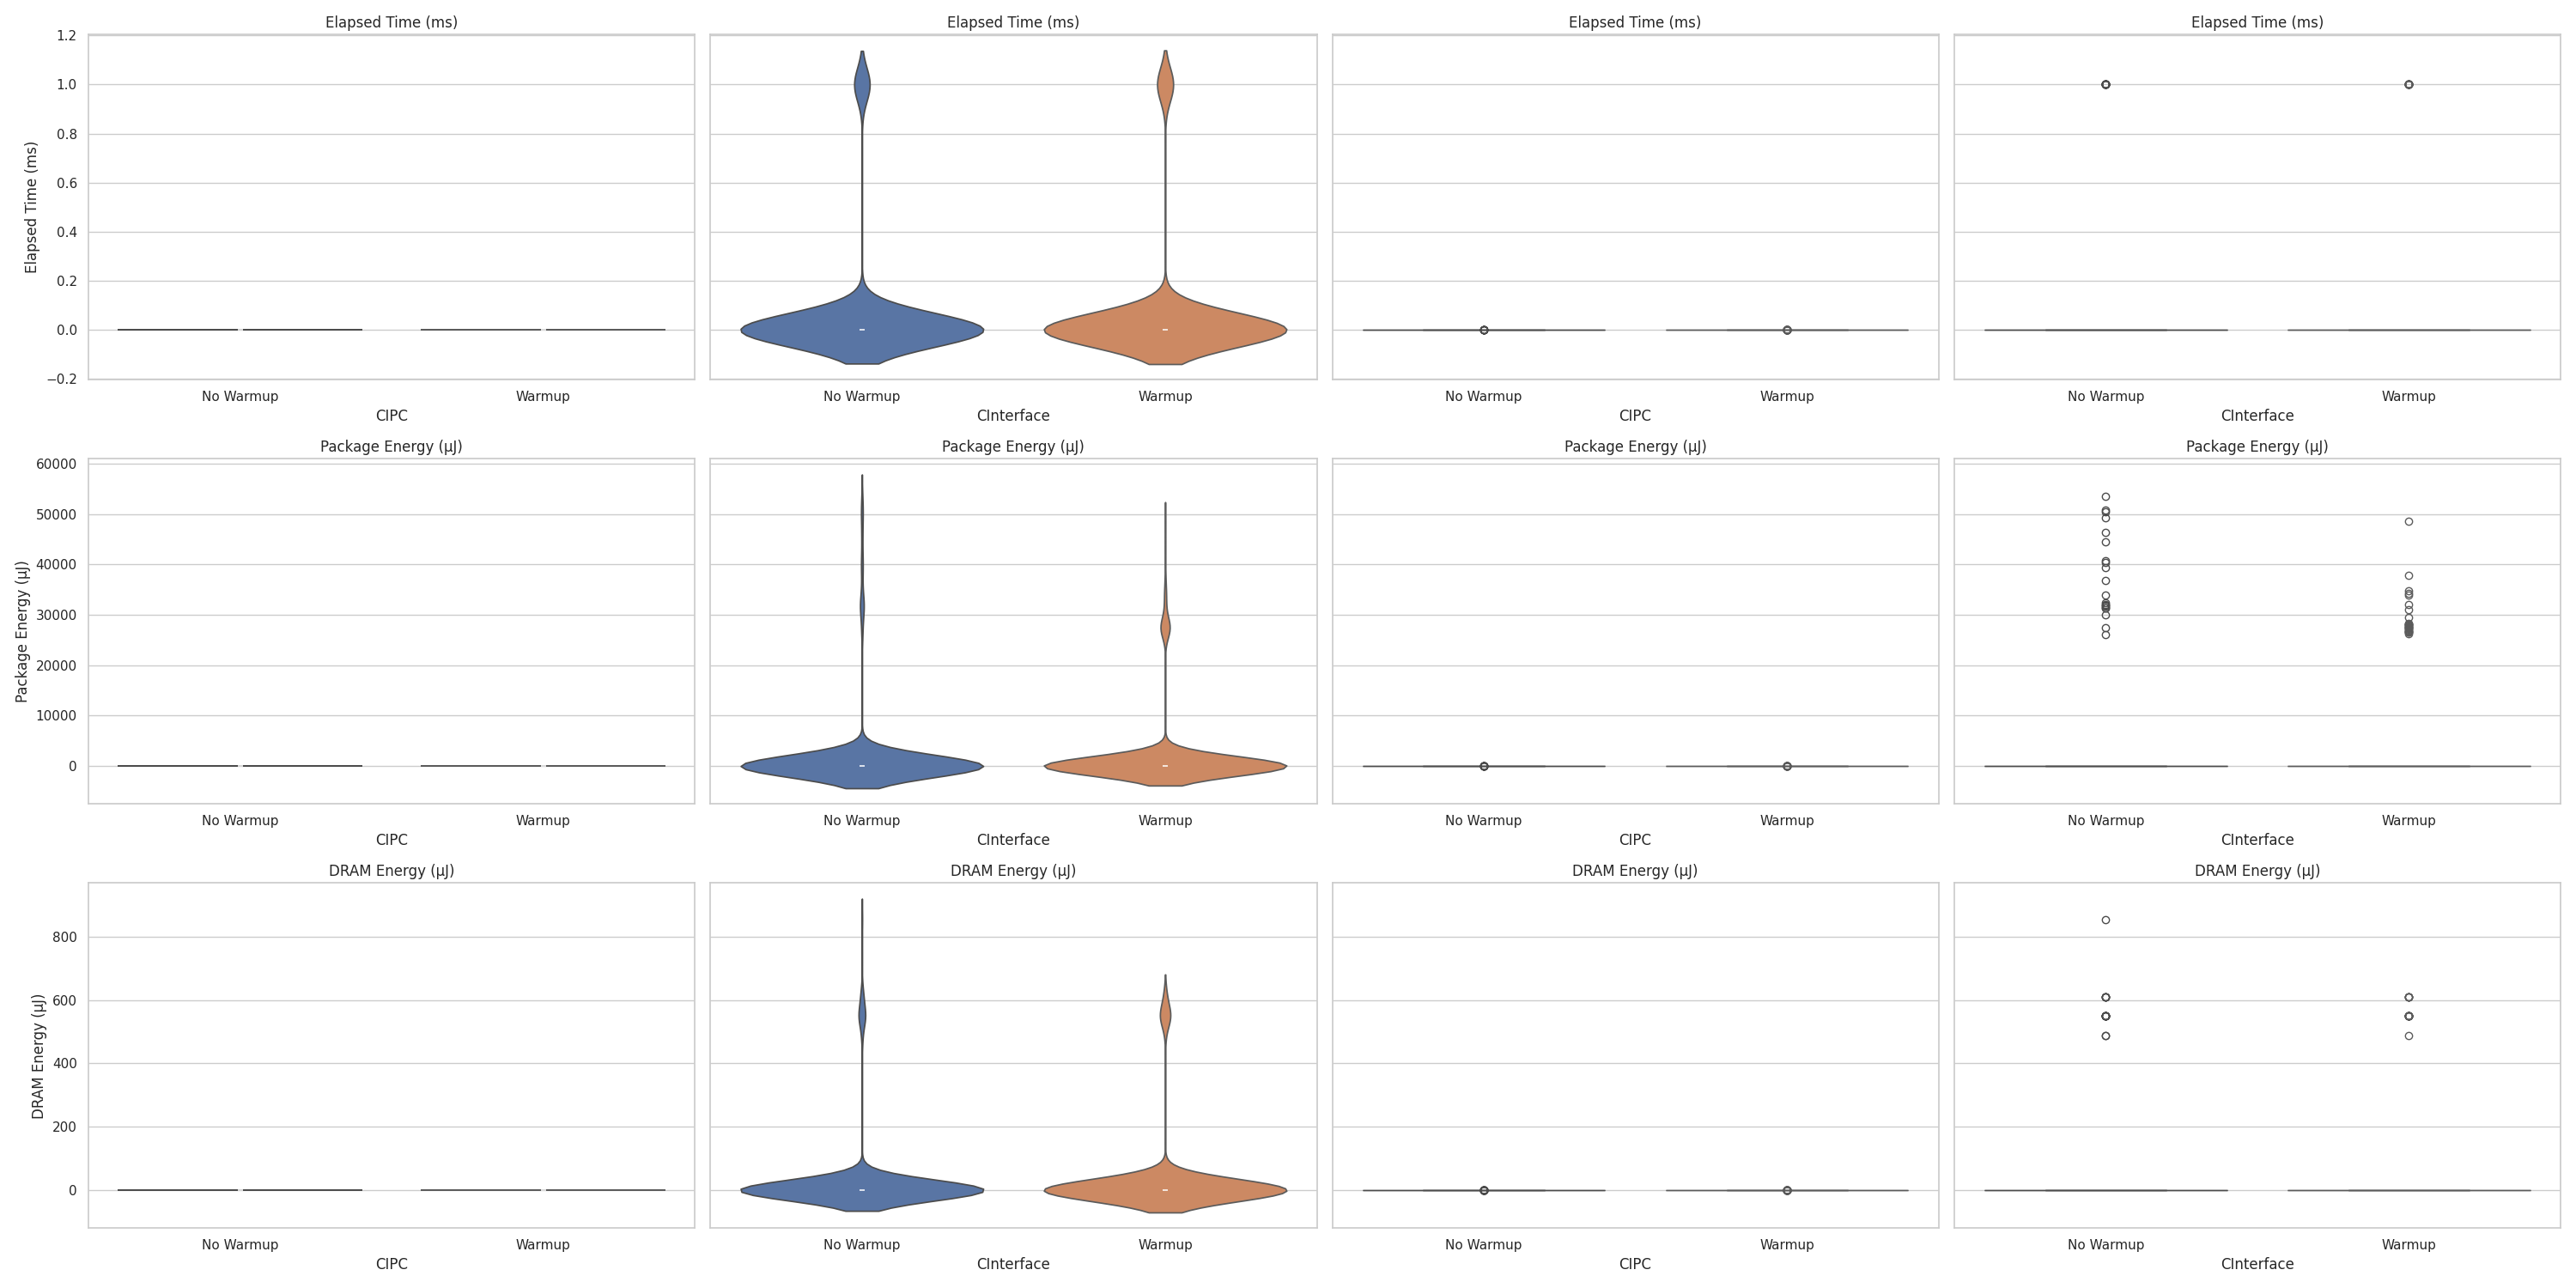 Elapsed Time (ms) Elapsed Time (ms) Elapsed Time (ms) Elapsed Time (ms)
Elapsed Time (ms)
1.2
1.0
0.8
0.6
0.4
0.2
0.0
−0.2
No Warmup Warmup No Warmup Warmup No Warmup Warmup No Warmup Warmup
CIPC CInterface CIPC CInterface
Package Energy (μJ) Package Energy (μJ) Package Energy (μJ) Package Energy (μJ)
Package Energy (μJ)
60000
50000
40000
30000
20000
10000
0
No Warmup Warmup No Warmup Warmup No Warmup Warmup No Warmup Warmup
CIPC CInterface CIPC CInterface
DRAM Energy (μJ) DRAM Energy (μJ) DRAM Energy (μJ) DRAM Energy (μJ)
DRAM Energy (μJ)
800
600
400
200
0
No Warmup Warmup No Warmup Warmup No Warmup Warmup No Warmup Warmup
CIPC CInterface CIPC CInterface